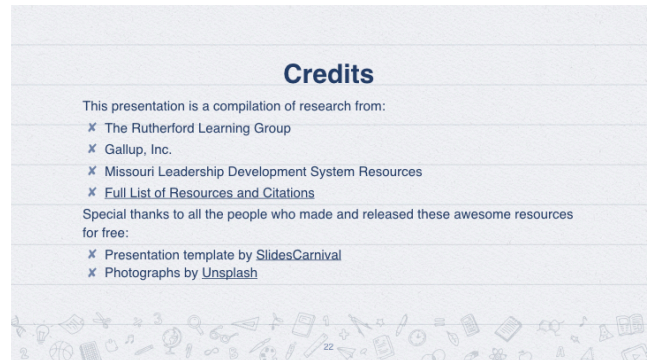 Credits
This presentation is a compilation of research from:
✘ The Rutherford Learning Group
✘ Gallup, Inc.
✘ Missouri Leadership Development System Resources
✘ Full List of Resources and Citations
Special thanks to all the people who made and released these awesome resources
for free:
✘ Presentation template by SlidesCarnival
✘ Photographs by Unsplash
22